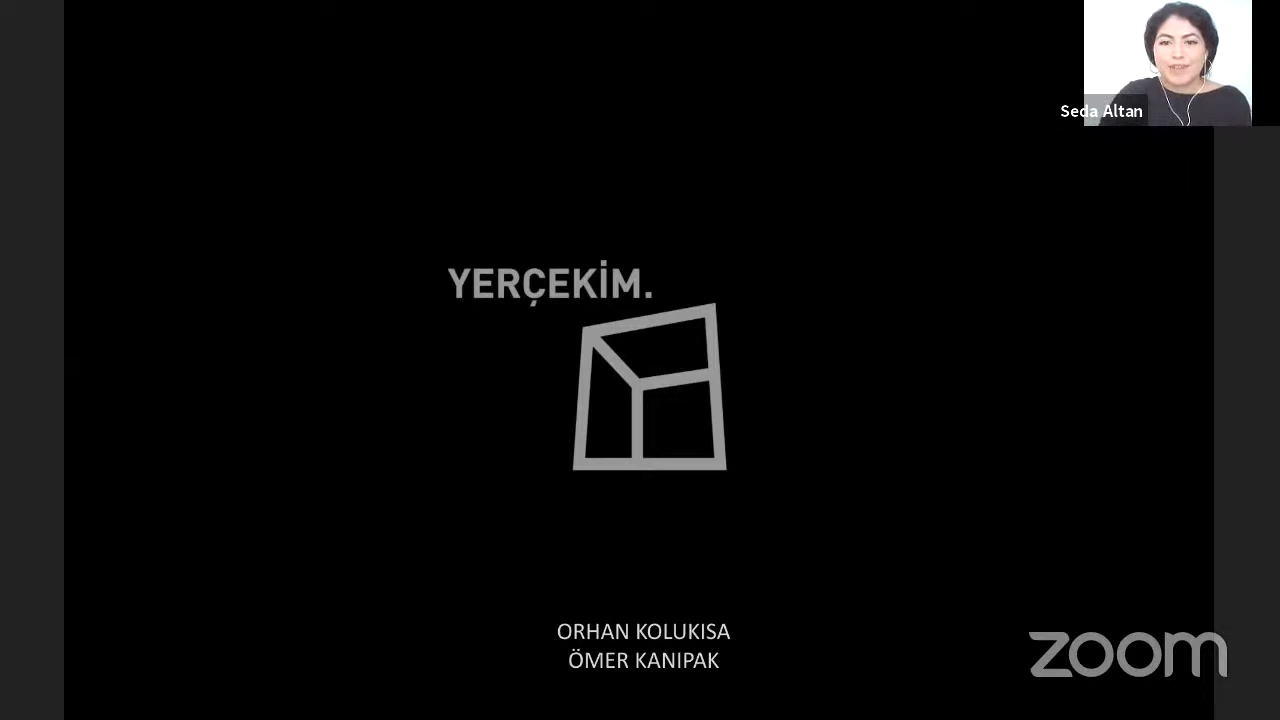 Seda Altan
YERÇEKİM.
ORHAN KOLUKISA
ÖMER KANIPAK
zoom